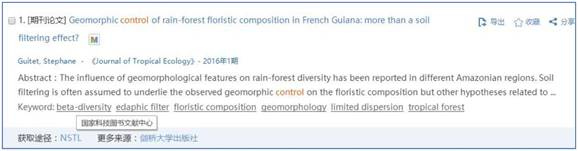 1. [期刊论文] Geomorphic control of rain-forest floristic composition in French Guiana: more than a soil 导出 收藏 分享
filtering effect? M
Guitet, Stephane - 《Journal of Tropical Ecology》 - 2016年1期
Abstract : The influence of geomorphological features on rain-forest diversity has been reported in different Amazonian regions. Soil
filtering is often assumed to underlie the observed geomorphic control on the floristic composition but other hypotheses related to ...
Keyword: beta-diversity edaphic filter floristic composition geomorphology limited dispersion tropical forest
国家科技图书文献中心
获取途径: NSTL 更多来源: 剑桥大学出版社